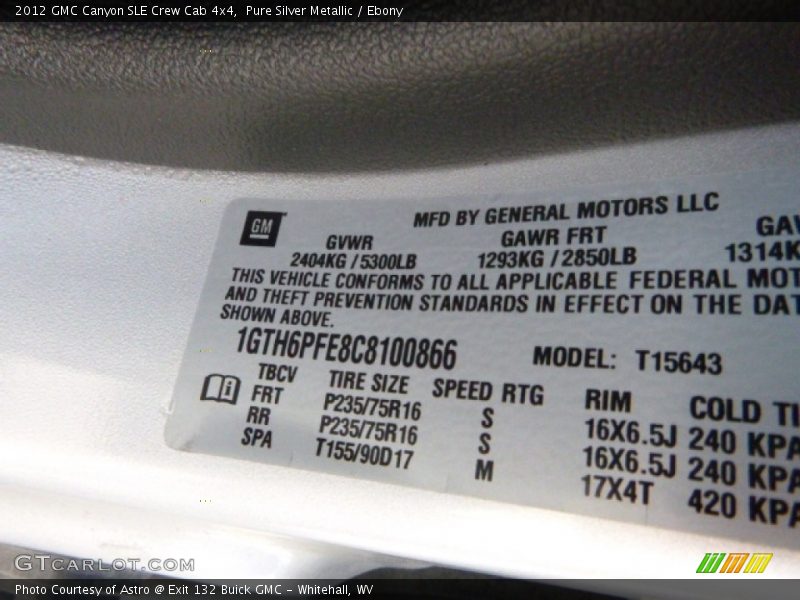 2012 GMC Canyon SLE Crew Cab 4x4,  Pure Silver Metallic / Ebony
GM
MFD BY GENERAL MOTORS LLC
GVWR GAWR FRT GAW
2404KG / 5300LB 1293KG / 2850LB 1314K
THIS VEHICLE CONFORMS TO ALL APPLICABLE FEDERAL MOT
AND THEFT PREVENTION STANDARDS IN EFFECT ON THE DAT
SHOWN ABOVE.
1GTH6PFE8C8100866 MODEL: T15643
TBCV TIRE SIZE SPEED RTG RIM COLD TI
FRT P235/75R16 S 16X6.5J 240 KPA
RR P235/75R16 S 16X6.5J 240 KPA
SPA T155/90D17 M 17X4T 420 KPA
GTCARLOT.COM
Photo Courtesy of Astro @ Exit 132 Buick GMC – Whitehall, WV